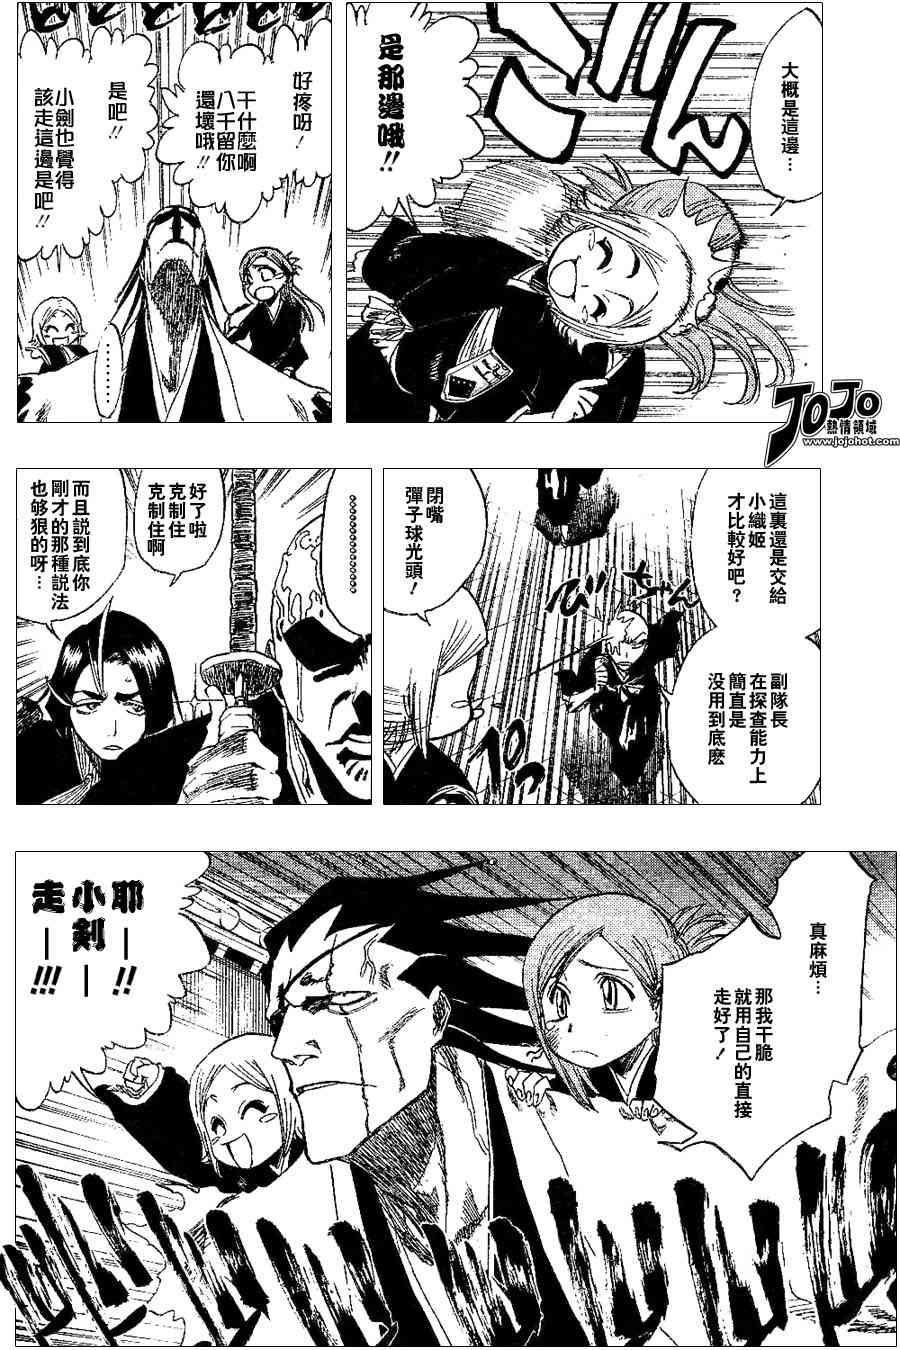 大概是這邊…
是那邊哦!!
好疼呀!
干什麼啊
八千留你
還壞哦!!
是吧!!
小劍也覺得
該走這邊是吧!!
……
JOJO
熱情領域
www.jojohot.com
這裏還是交給
小織姬
才比較好吧?
副隊長
在探查能力上
簡直是
没用到底麽
閉嘴
彈子球光頭!
好了啦
克制住
克制住啊
而且説到底你
剛才的那種説法
也够狠的呀…
真麻煩…
那我干脆
就用自己的直接
走好了!
耶—!!
小剣—
走—!!!